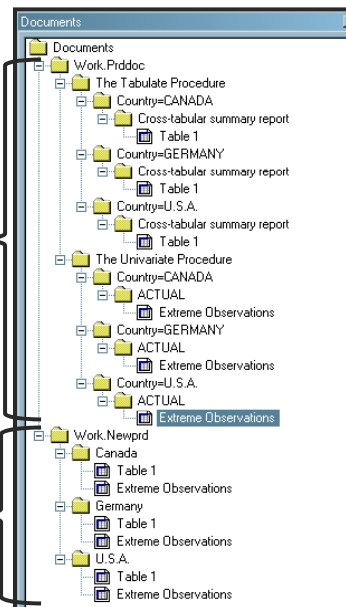 Documents
Documents
Work.Prddoc
The Tabulate Procedure
Country=CANADA
Cross-tabular summary report
Table 1
Country=GERMANY
Cross-tabular summary report
Table 1
Country=U.S.A.
Cross-tabular summary report
Table 1
The Univariate Procedure
Country=CANADA
ACTUAL
Extreme Observations
Country=GERMANY
ACTUAL
Extreme Observations
Country=U.S.A.
ACTUAL
Extreme Observations
Work.Newprd
Canada
Table 1
Extreme Observations
Germany
Table 1
Extreme Observations
U.S.A.
Table 1
Extreme Observations